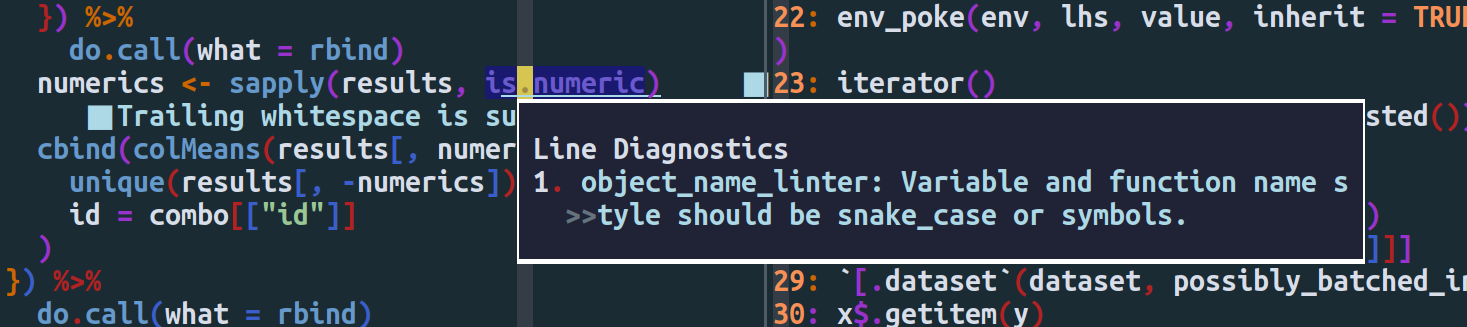 }) %>%
do.call(what = rbind)
numerics <- sapply(results, is.numeric)
Trailing whitespace is su
cbind(colMeans(results[, numer
unique(results[, -numerics])
id = combo[["id"]]
)
}) %>%
do.call(what = rbind)
Line Diagnostics
1. object_name_linter: Variable and function name s
>>tyle should be snake_case or symbols.
22: env_poke(env, lhs, value, inherit = TRU
)
23: iterator()
sted())
)
]]]
29: `[.dataset`(dataset, possibly_batched_in
30: x$.getitem(y)